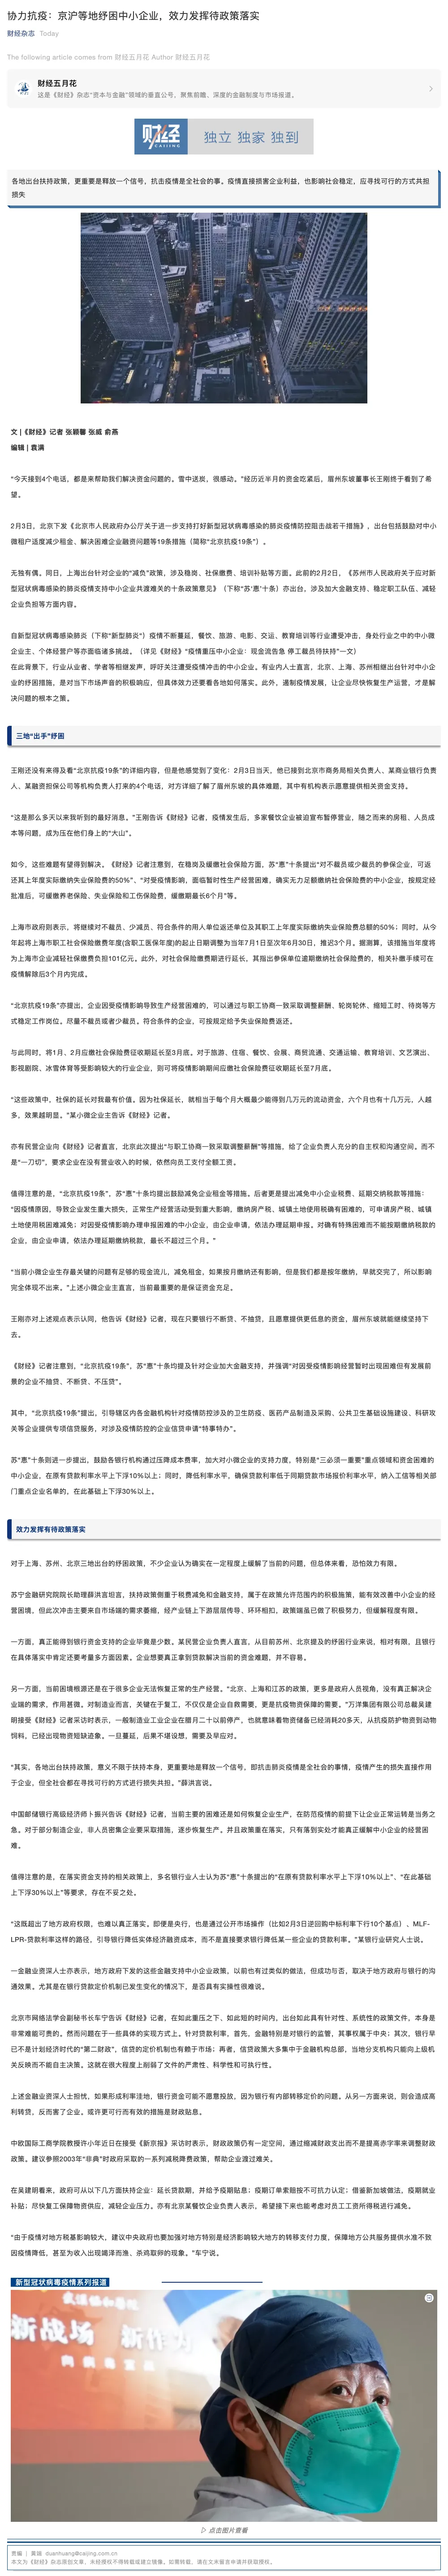 协力抗疫：京沪等地纾困中小企业，效力发挥待政策落实
财经杂志 Today
The following article comes from 财经五月花 Author 财经五月花
财经五月花
这是《财经》杂志“资本与金融”领域的垂直公号，聚焦前瞻、深度的金融制度与市场报道。
财经
CAIJING
独立 独家 独到
各地出台扶持政策，更重要是释放一个信号，抗击疫情是全社会的事。疫情直接损害企业利益，也影响社会稳定，应寻找可行的方式共担
损失
文 |《财经》记者 张颖馨 张威 俞燕
编辑 | 袁满
“今天接到4个电话，都是来帮助我们解决资金问题的。雪中送炭，很感动。”经历近半月的资金吃紧后，眉州东坡董事长王刚终于看到了希
望。
2月3日，北京下发《北京市人民政府办公厅关于进一步支持打好新型冠状病毒感染的肺炎疫情防控阻击战若干措施》，出台包括鼓励对中小
微租户适度减少租金、解决困难企业融资问题等19条措施（简称“北京抗疫19条”）。
无独有偶。同日，上海出台针对企业的“减负”政策，涉及稳岗、社保缴费、培训补贴等方面。此前的2月2日，《苏州市人民政府关于应对新
型冠状病毒感染的肺炎疫情支持中小企业共渡难关的十条政策意见》（下称“苏‘惠’十条）亦出台，涉及加大金融支持、稳定职工队伍、减轻
企业负担等方面内容。
自新型冠状病毒感染肺炎（下称“新型肺炎“）疫情不断蔓延，餐饮、旅游、电影、交运、教育培训等行业遭受冲击，身处行业之中的中小微
企业主、个体经营户等亦面临诸多挑战。（详见《财经》“疫情重压中小企业：现金流告急 停工裁员待扶持”一文）
在此背景下，行业从业者、学者等相继发声，呼吁关注遭受疫情冲击的中小企业。有业内人士直言，北京、上海、苏州相继出台针对中小企
业的纾困措施，是对当下市场声音的积极响应，但具体效力还要看各地如何落实。此外，遏制疫情发展，让企业尽快恢复生产运营，才是解
决问题的根本之策。
三地“出手”纾困
王刚还没有来得及看“北京抗疫19条”的详细内容，但是他感觉到了变化：2月3日当天，他已接到北京市商务局相关负责人、某商业银行负责
人、某融资担保公司等机构负责人打来的4个电话，对方详细了解了眉州东坡的具体难题，其中有机构表示愿意提供相关资金支持。
“这是那么多天以来我听到的最好消息。”王刚告诉《财经》记者，疫情发生后，多家餐饮企业被迫宣布暂停营业，随之而来的房租、人员成
本等问题，成为压在他们身上的“大山”。
如今，这些难题有望得到解决。《财经》记者注意到，在稳岗及缓缴社会保险方面，苏“惠”十条提出“对不裁员或少裁员的参保企业，可返
还其上年度实际缴纳失业保险费的50%”、“对受疫情影响，面临暂时性生产经营困难，确实无力足额缴纳社会保险费的中小企业，按规定经
批准后，可缓缴养老保险、失业保险和工伤保险费，缓缴期最长6个月”等。
上海市政府则表示，将继续对不裁员、少减员、符合条件的用人单位返还单位及其职工上年度实际缴纳失业保险费总额的50%；同时，从今
年起将上海市职工社会保险缴费年度(含职工医保年度)的起止日期调整为当年7月1日至次年6月30日，推迟3个月。据测算，该措施当年度将
为上海市企业减轻社保缴费负担101亿元。此外，对社会保险缴费期进行延长，其指出参保单位逾期缴纳社会保险费的，相关补缴手续可在
疫情解除后3个月内完成。
“北京抗疫19条”亦提出，企业因受疫情影响导致生产经营困难的，可以通过与职工协商一致采取调整薪酬、轮岗轮休、缩短工时、待岗等方
式稳定工作岗位。尽量不裁员或者少裁员。符合条件的企业，可按规定给予失业保险费返还。
与此同时，将1月、2月应缴社会保险费征收期延长至3月底。对于旅游、住宿、餐饮、会展、商贸流通、交通运输、教育培训、文艺演出、
影视剧院、冰雪体育等受影响较大的行业企业，则可将疫情影响期间应缴社会保险费征收期延长至7月底。
“这些政策中，社保的延长对我最有价值。因为社保延长，就相当于每个月大概最少能得到几万元的流动资金，六个月也有十几万元，人越
多，效果越明显。”某小微企业主告诉《财经》记者。
亦有民营企业向《财经》记者直言，北京此次提出“与职工协商一致采取调整薪酬”等措施，给了企业负责人充分的自主权和沟通空间。而不
是“一刀切”，要求企业在没有营业收入的时候，依然向员工支付全额工资。
值得注意的是，“北京抗疫19条”，苏“惠”十条均提出鼓励减免企业租金等措施。后者更是提出减免中小企业税费、延期交纳税款等措施：
“因疫情原因，导致企业发生重大损失，正常生产经营活动受到重大影响，缴纳房产税、城镇土地使用税确有困难的，可申请房产税、城镇
土地使用税困难减免；对因受疫情影响办理申报困难的中小企业，由企业申请，依法办理延期申报。对确有特殊困难而不能按期缴纳税款的
企业，由企业申请，依法办理延期缴纳税款，最长不超过三个月。”
“当前小微企业生存最关键的问题有足够的现金流儿，减免租金，如果按月缴纳还有影响，但是我们都是按年缴纳，早就交完了，所以影响
完全体现不出来。”上述小微企业主直言，当前最重要的是保证资金充足。
王刚亦对上述观点表示认同，他告诉《财经》记者，现在只要银行不断贷、不抽贷，且愿意提供更低息的资金，眉州东坡就能继续坚持下
去。
《财经》记者注意到，“北京抗疫19条”，苏“惠”十条均提及针对企业加大金融支持，并强调“对因受疫情影响经营暂时出现困难但有发展前
景的企业不抽贷、不断贷、不压贷”。
其中，“北京抗疫19条”提出，引导辖区内各金融机构针对疫情防控涉及的卫生防疫、医药产品制造及采购、公共卫生基础设施建设、科研攻
关等企业提供专项信贷服务，对涉及疫情防控的企业信贷申请“特事特办”。
苏“惠”十条则进一步提出，鼓励各银行机构通过压降成本费率，加大对小微企业的支持力度，特别是“三必须一重要”重点领域和资金困难的
中小企业，在原有贷款利率水平上下浮10%以上；同时，降低利率水平，确保贷款利率低于同期贷款市场报价利率水平，纳入工信等相关部
门重点企业名单的，在此基础上下浮30%以上。
效力发挥有待政策落实
对于上海、苏州、北京三地出台的纾困政策，不少企业认为确实在一定程度上缓解了当前的问题，但总体来看，恐怕效力有限。
苏宁金融研究院院长助理薛洪言坦言，扶持政策侧重于税费减免和金融支持，属于在政策允许范围内的积极施策，能有效改善中小企业的经
营困境，但此次冲击主要来自市场端的需求萎细，经产业链上下游层层传导、环环相扣，政策端虽已做了积极努力，但缓解程度有限。
一方面，真正能得到银行资金支持的企业毕竟是少数。某民营企业负责人直言，从目前苏州、北京提及的纾困行业来说，相对有限，且银行
在具体落实中肯定还要考量多方面因素。企业想要真正拿到贷款解决当前的资金难题，并不容易。
另一方面，当前困境根源还是在于很多企业无法恢复正常的生产经营。“北京、上海和江苏的政策，更多是政府人员视角，没有真正解决企
业端的需求，作用甚微。对制造业而言，关键在于复工，不仅仅是企业自救需要，更是抗疫物资保障的需要。”万洋集团有限公司总裁吴建
明接受《财经》记者采访时表示，一般制造业工业企业在腊月二十以前停产，也就意味着物资储备已经消耗20多天，从抗疫防护物资到动物
饲料，已经出现物资短缺迹象。一旦蔓延，后果不堪设想，需要及早应对。
“其实，各地出台扶持政策，意义不限于扶持本身，更重要地是释放一个信号，即抗击肺炎疫情是全社会的事情，疫情产生的损失直接作用
于企业，但全社会都在寻找可行的方式进行损失共担。”薛洪言说。
中国邮储银行高级经济师卜振兴告诉《财经》记者，当前主要的困难还是如何恢复企业生产，在防范疫情的前提下让企业正常运转是当务之
急。对于部分制造企业，非人员密集企业要采取措施，逐步恢复生产。并且政策重在落实，只有落到实处才能真正缓解中小企业的经营困
难。
值得注意的是，在落实资金支持的相关政策上，多名银行业人士认为苏“惠”十条提出的“在原有贷款利率水平上下浮10%以上”、“在此基础
上下浮30%以上”等要求，存在不妥之处。
“这既超出了地方政府权限，也难以真正落实。即便是央行，也是通过公开市场操作（比如2月3日逆回购中标利率下行10个基点）、MLF-
LPR-贷款利率这样的路径，引导银行降低实体经济融资成本，而不是直接要求银行降低某一些企业的贷款利率。”某银行业研究人士说。
一金融业资深人士亦表示，地方政府下发的这些金融支持中小企业政策，以前也有过类似的做法，但成功与否，取决于地方政府与银行的沟
通效果。尤其是在银行贷款定价机制已发生变化的情况下，是否具有实操性很难说。
北京市网络法学会副秘书长车宁告诉《财经》记者，在如此重压之下、如此短的时间内，出台如此具有针对性、系统性的政策文件，本身是
非常难能可贵的。然而问题在于一些具体的实现方式上。针对贷款利率，首先，金融特别是对银行的监管，其事权属于中央；其次，银行早
已不是计划经济时代的“第二财政”，信贷的定价机制也有赖于市场；再者，信贷政策大多集中于金融机构总部，当地分支机构只能向上级机
关反映而不能自主决策。这就在很大程度上削弱了文件的严肃性、科学性和可执行性。
上述金融业资深人士担忧，如果形成利率洼地，银行资金可能不愿意投放，因为银行有内部转移定价的问题。从另一方面来说，则会造成高
利转贷，反而害了企业。或许更可行而有效的措施是财政贴息。
中欧国际工商学院教授许小年近日在接受《新京报》采访时表示，财政政策仍有一定空间，通过缩减财政支出而不是提高赤字率来调整财政
政策。建议参照2003年“非典”时政府采取的一系列减税降费政策，帮助企业渡过难关。
在吴建明看来，政府可从以下几方面扶持企业：延长贷款期，并给予短期贴息；疫期订单索赔按不可抗力认定；借鉴新加坡做法，疫期就业
补贴；尽快恢复工保障物资供应，减轻企业压力。亦有北京某餐饮企业负责人表示，希望接下来也能考虑对员工工资所得税进行减免。
“由于疫情对地方税基影响较大，建议中央政府也要加强对地方特别是经济影响较大地方的转移支付力度，保障地方公共服务提供水准不致
因疫情降低，甚至为收入出现竭泽而渔、杀鸡取卵的现象。”车宁说。
新型冠状病毒疫情系列报道
新战场
▷ 点击图片查看
责编 | 黄端 duanhuang@caijing.com.cn
本文为《财经》杂志原创文章，未经授权不得转载或建立镜像。如需转载，请在文末留言申请并获取授权。